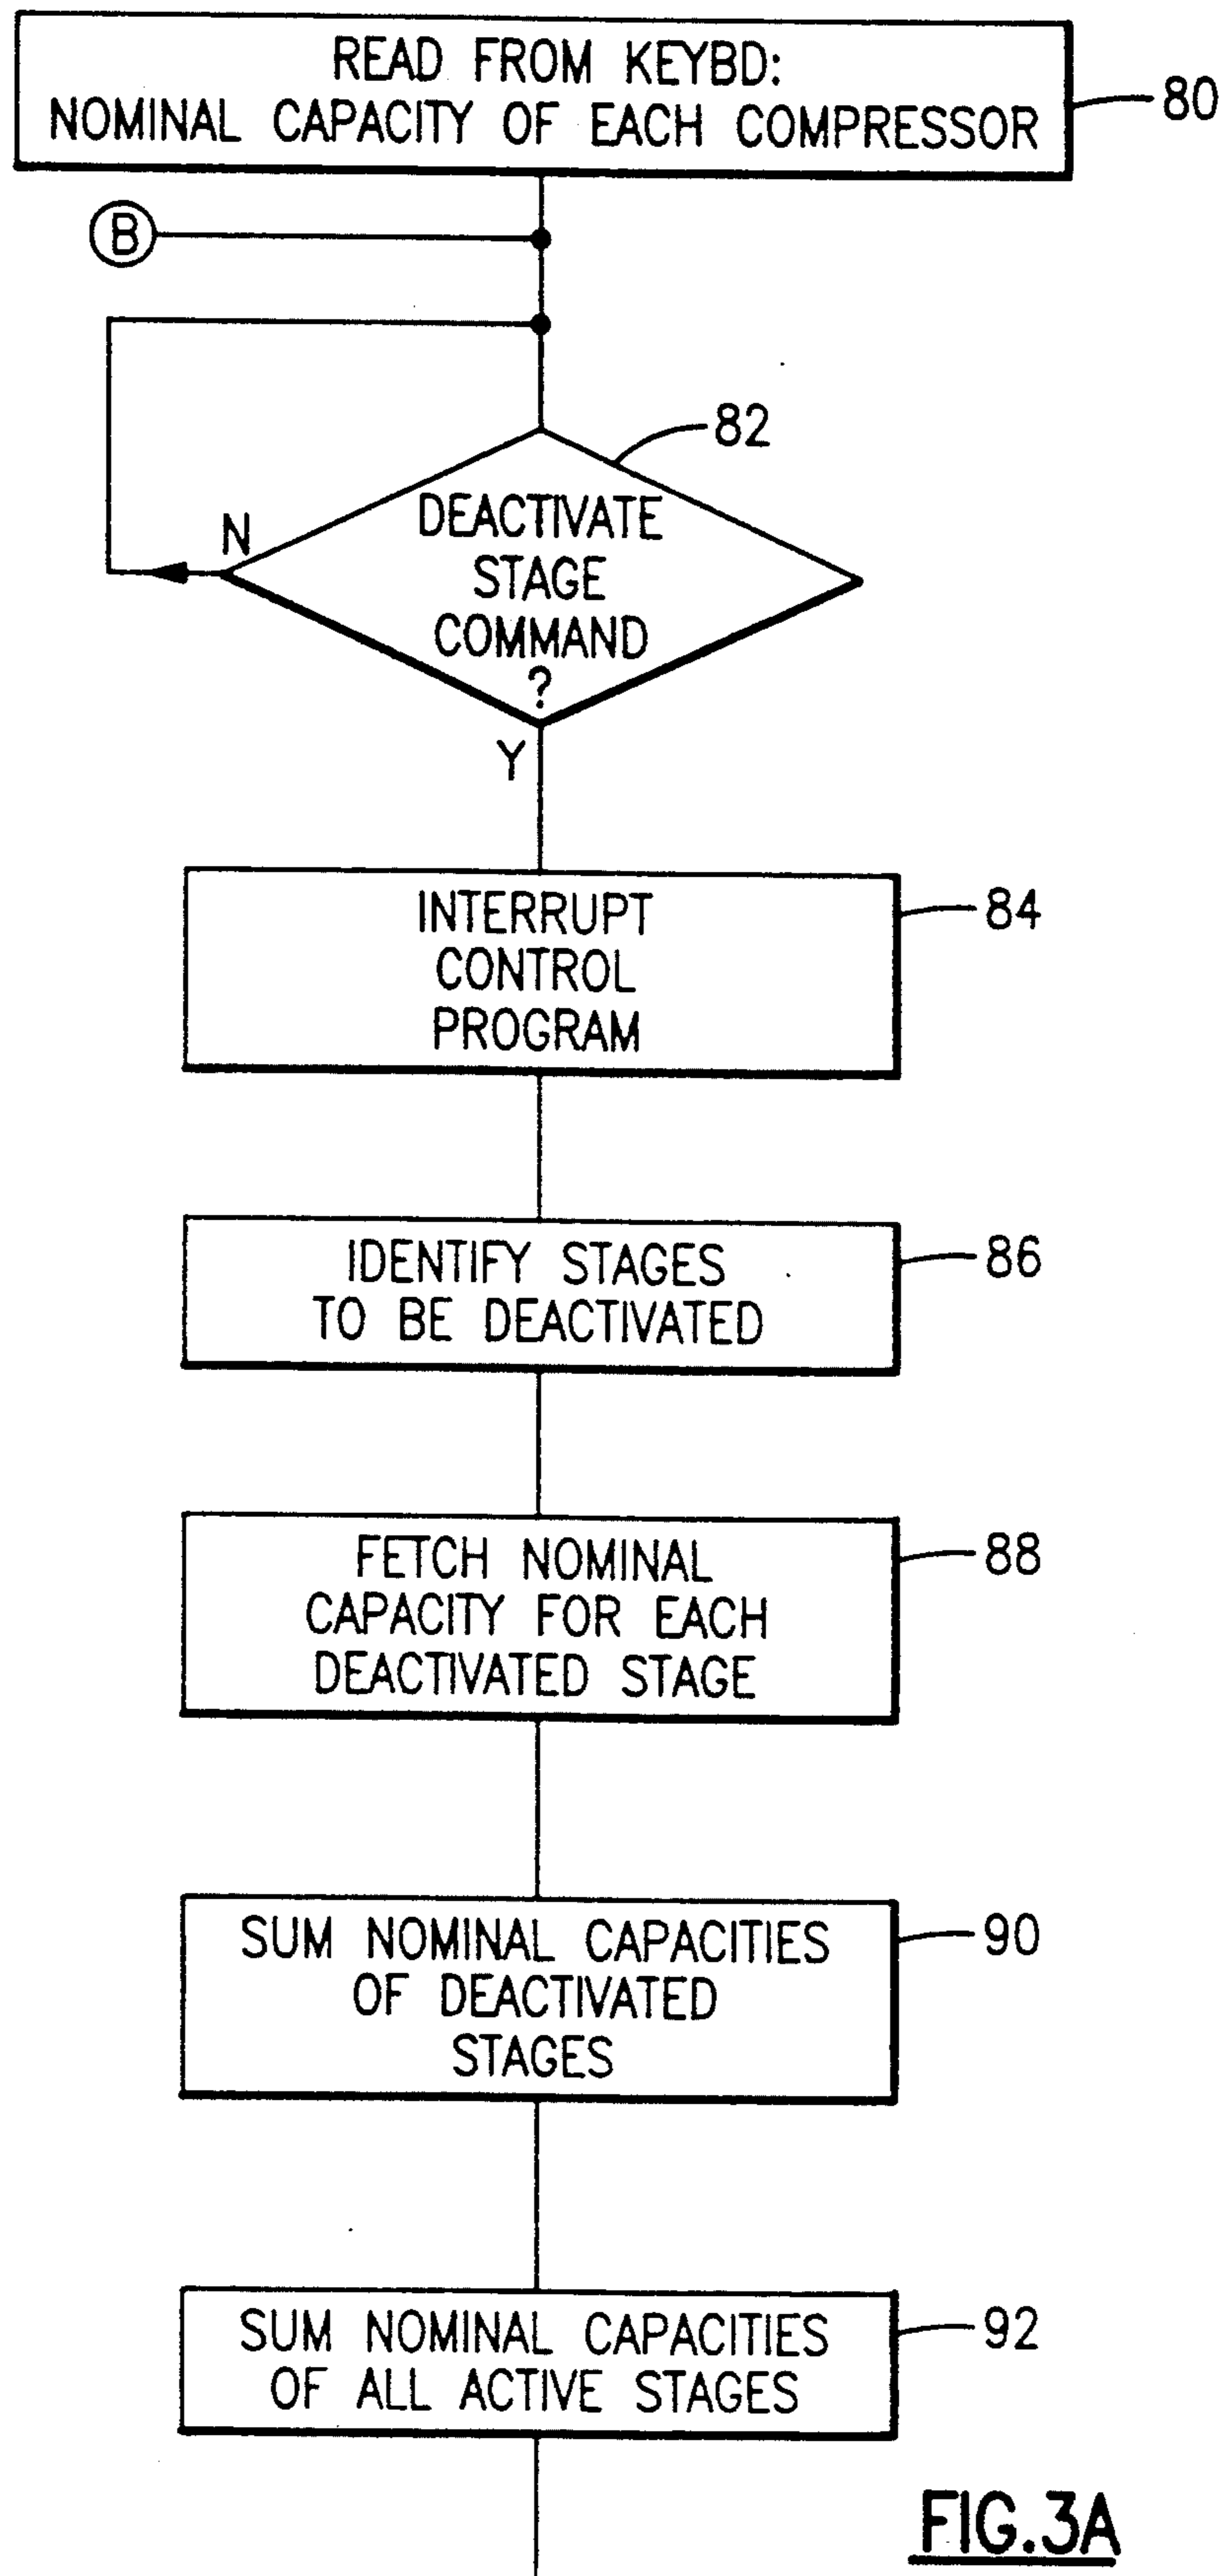 READ FROM KEYBD:
NOMINAL CAPACITY OF EACH COMPRESSOR
80
B
82
DEACTIVATE
STAGE
COMMAND
?
N
Y
INTERRUPT
CONTROL
PROGRAM
84
IDENTIFY STAGES
TO BE DEACTIVATED
86
FETCH NOMINAL
CAPACITY FOR EACH
DEACTIVATED STAGE
88
SUM NOMINAL CAPACITIES
OF DEACTIVATED
STAGES
90
SUM NOMINAL CAPACITIES
OF ALL ACTIVE STAGES
92
FIG.3A